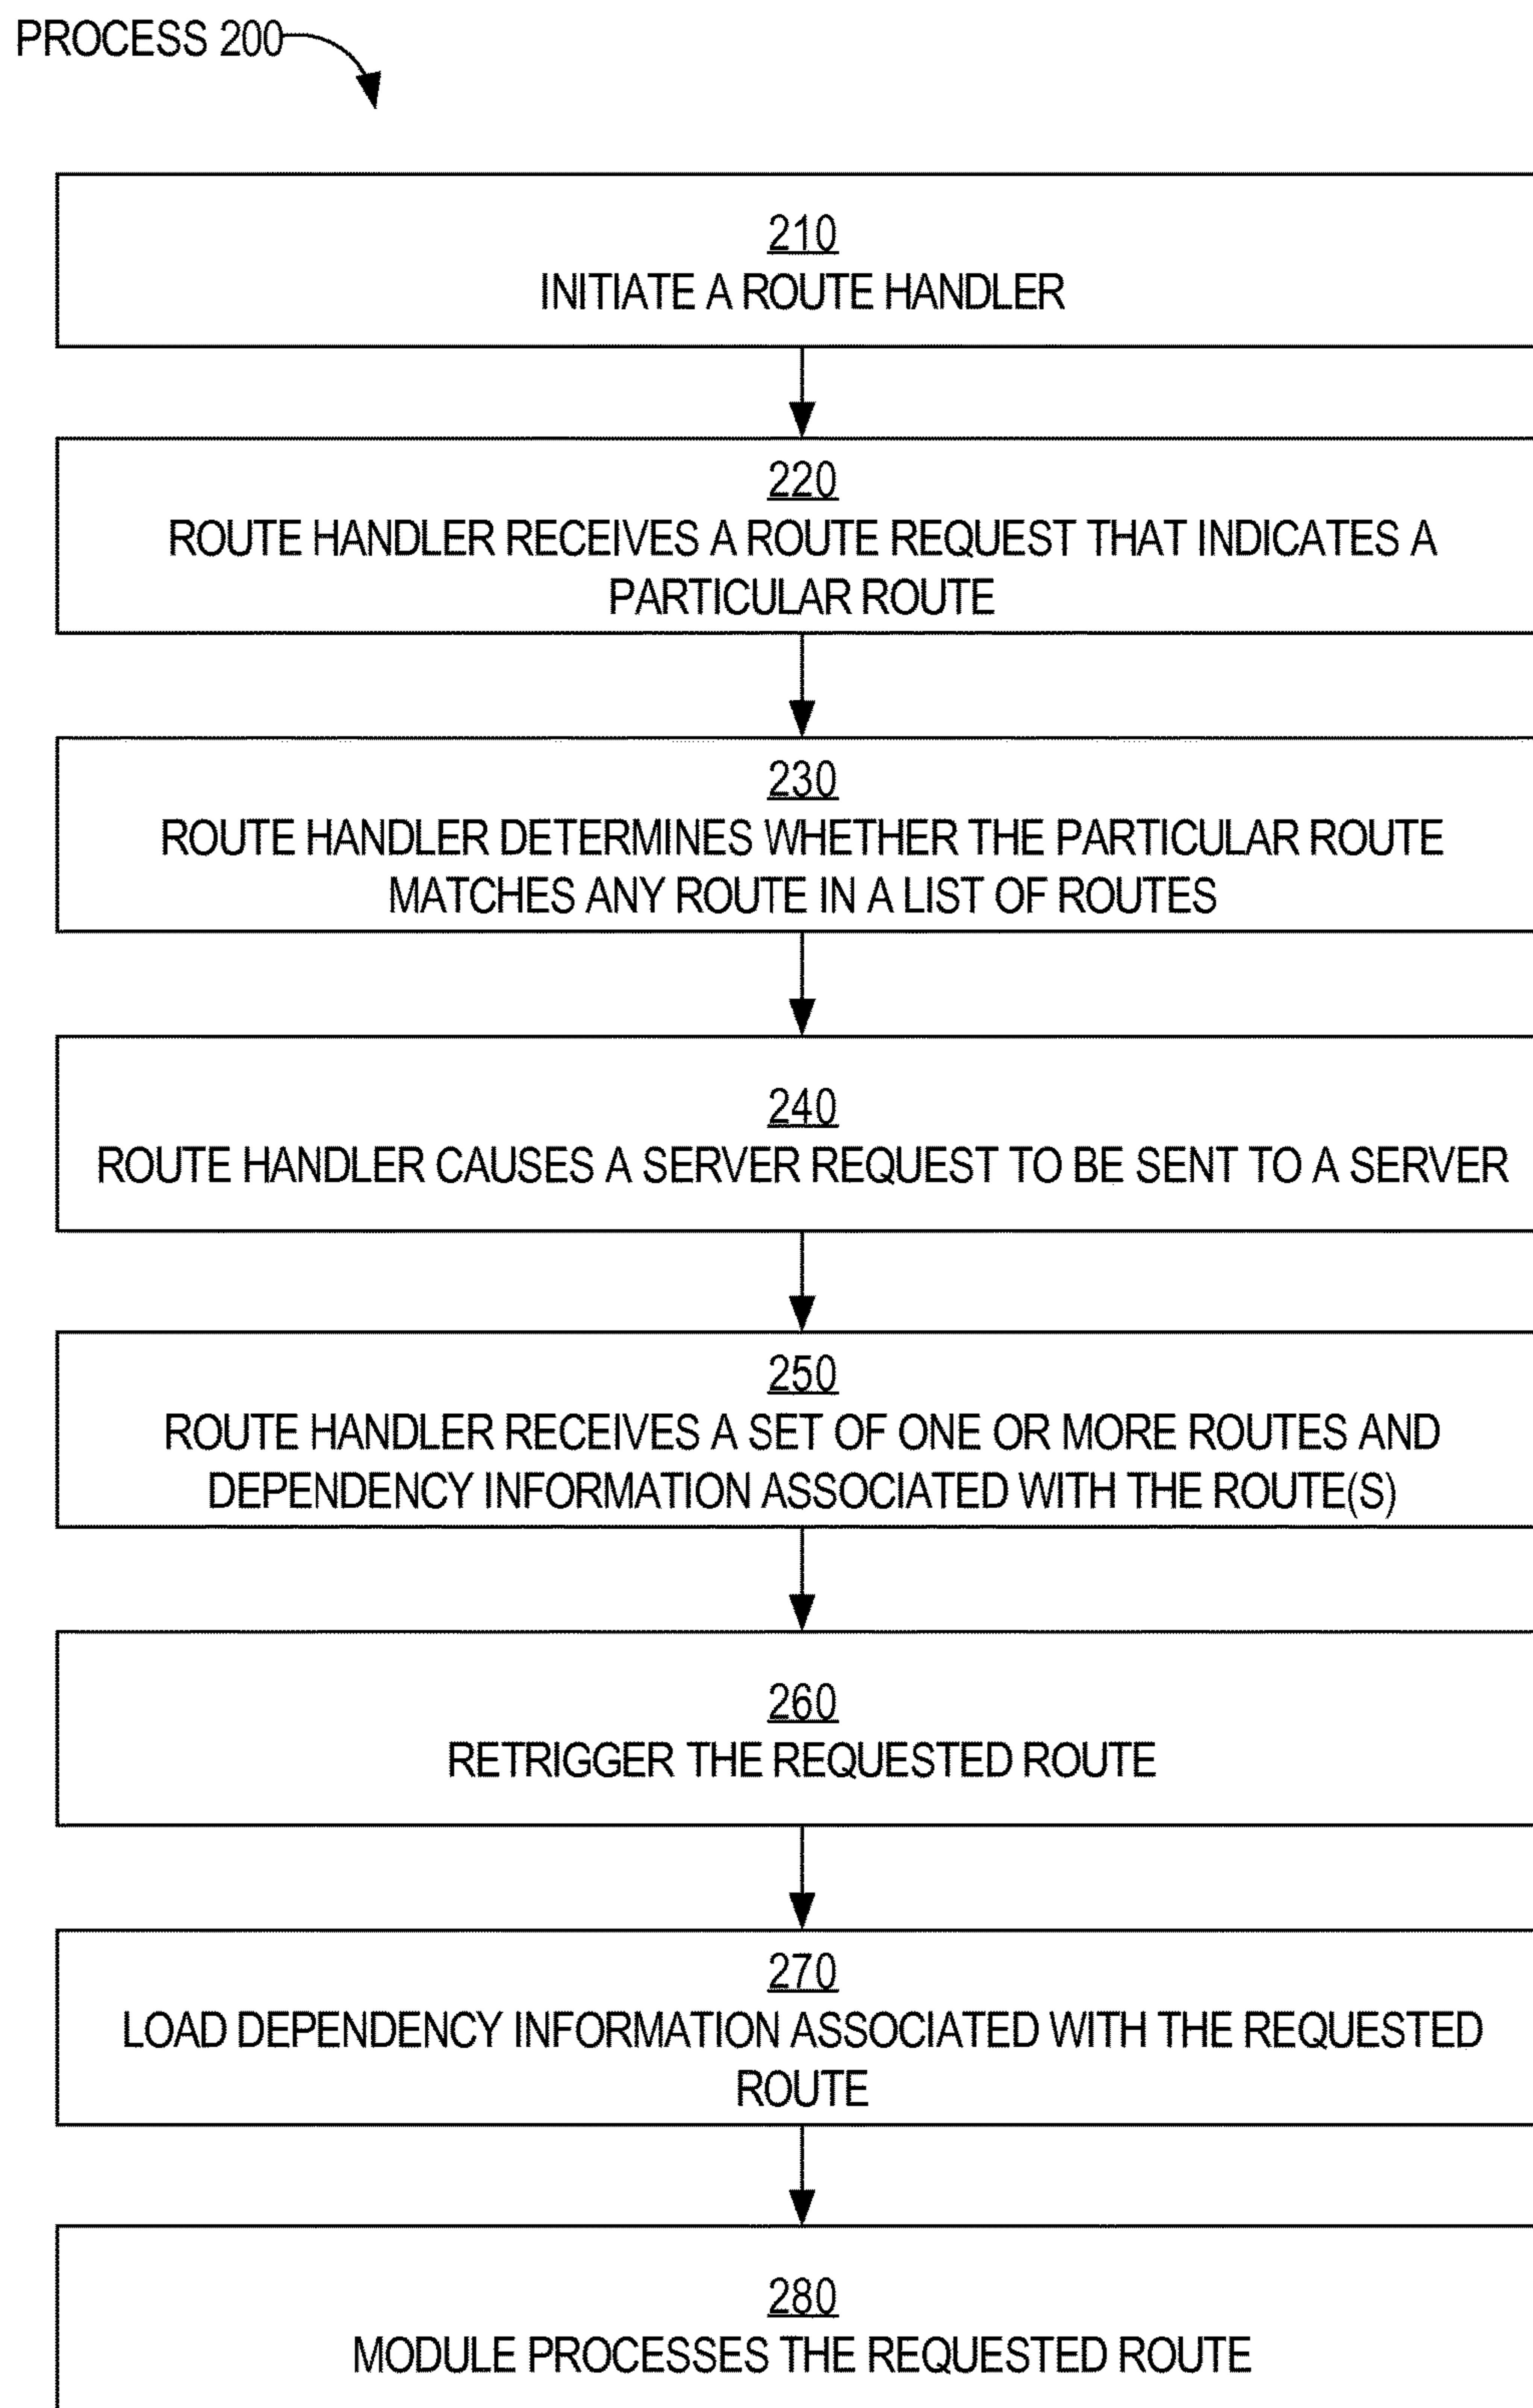 PROCESS 200
210
INITIATE A ROUTE HANDLER
220
ROUTE HANDLER RECEIVES A ROUTE REQUEST THAT INDICATES A
PARTICULAR ROUTE
230
ROUTE HANDLER DETERMINES WHETHER THE PARTICULAR ROUTE
MATCHES ANY ROUTE IN A LIST OF ROUTES
240
ROUTE HANDLER CAUSES A SERVER REQUEST TO BE SENT TO A SERVER
250
ROUTE HANDLER RECEIVES A SET OF ONE OR MORE ROUTES AND
DEPENDENCY INFORMATION ASSOCIATED WITH THE ROUTE(S)
260
RETRIGGER THE REQUESTED ROUTE
270
LOAD DEPENDENCY INFORMATION ASSOCIATED WITH THE REQUESTED
ROUTE
280
MODULE PROCESSES THE REQUESTED ROUTE